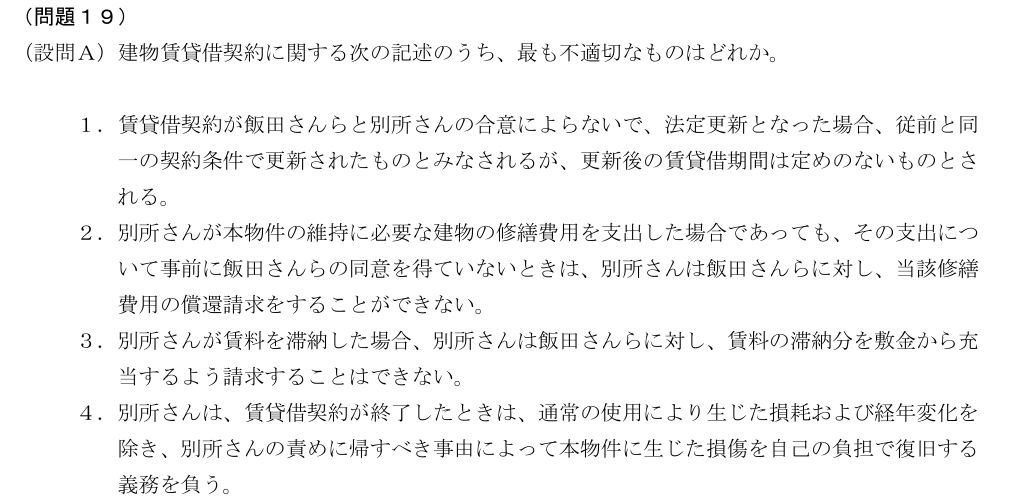 （問題１９）
（設問Ａ）建物賃貸借契約に関する次の記述のうち、最も不適切なものはどれか。
１．賃貸借契約が飯田さんらと別所さんの合意によらないで、法定更新となった場合、従前と同
一の契約条件で更新されたものとみなされるが、更新後の賃貸借期間は定めのないものとさ
れる。
２．別所さんが本物件の維持に必要な建物の修繕費用を支出した場合であっても、その支出につ
いて事前に飯田さんらの同意を得ていないときは、別所さんは飯田さんらに対し、当該修繕
費用の償還請求をすることができない。
３．別所さんが賃料を滞納した場合、別所さんは飯田さんらに対し、賃料の滞納分を敷金から充
当するよう請求することはできない。
４．別所さんは、賃貸借契約が終了したときは、通常の使用により生じた損耗および経年変化を
除き、別所さんの責めに帰すべき事由によって本物件に生じた損傷を自己の負担で復旧する
義務を負う。